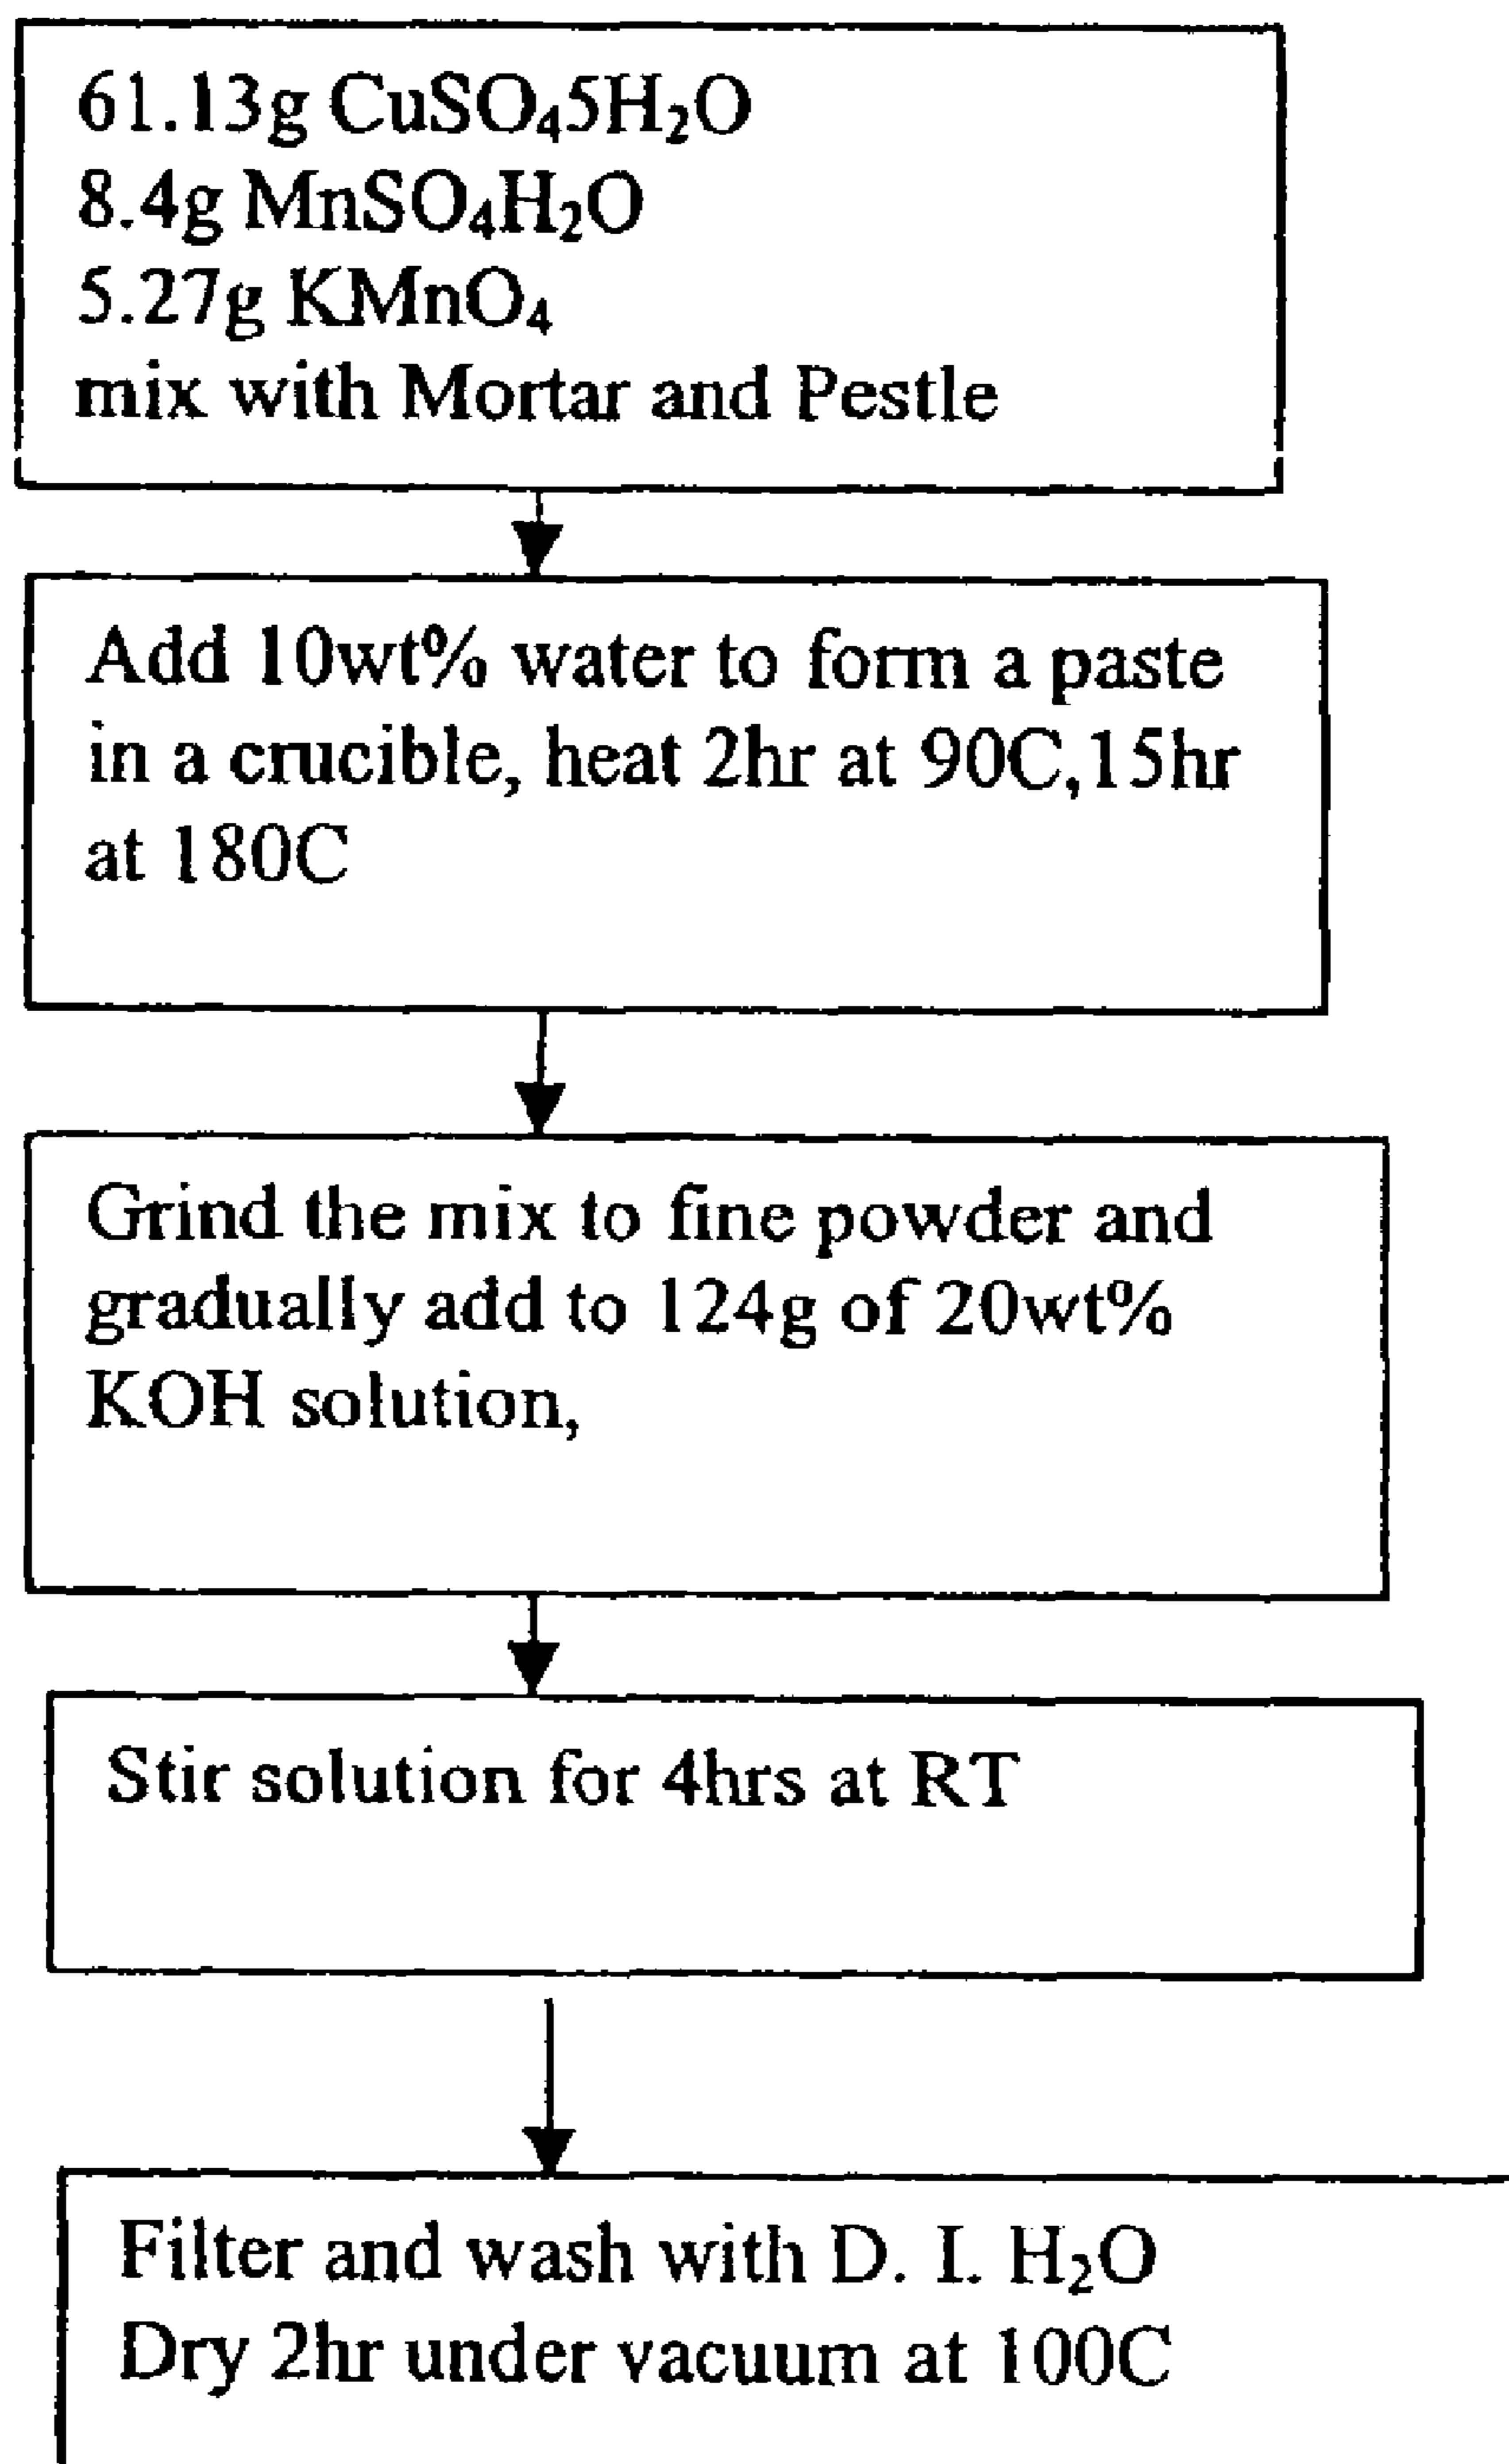 61.13g CuSO₄5H₂O
8.4g MnSO₄H₂O
5.27g KMnO₄
mix with Mortar and Pestle
Add 10wt% water to form a paste
in a crucible, heat 2hr at 90C,15hr
at 180C
Grind the mix to fine powder and
gradually add to 124g of 20wt%
KOH solution,
Stir solution for 4hrs at RT
Filter and wash with D. I. H₂O
Dry 2hr under vacuum at 100C